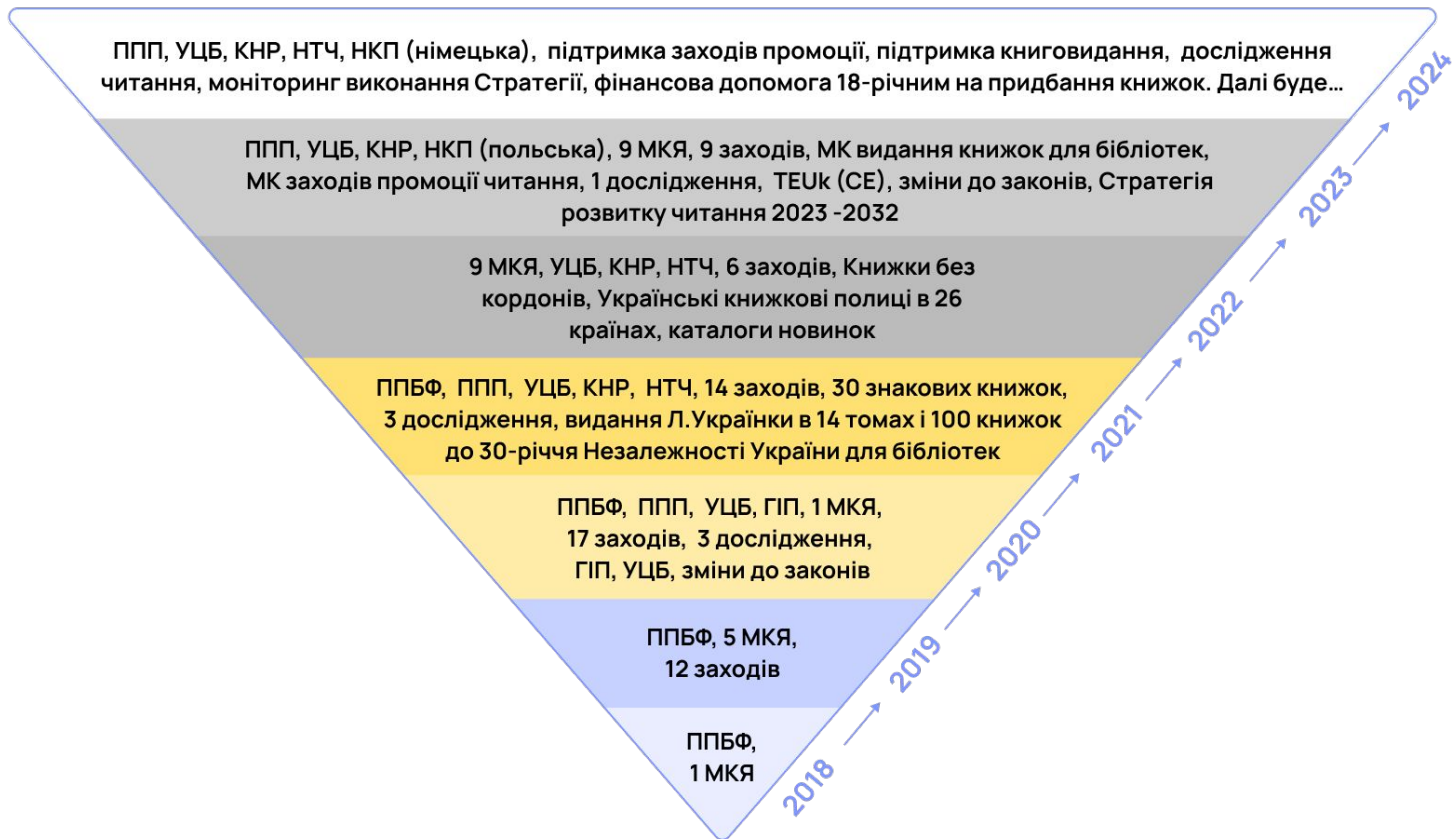 ППП, УЦБ, КНР, НТЧ, НКП (німецька), підтримка заходів промоції, підтримка книговидання, дослідження
читання, моніторинг виконання Стратегії, фінансова допомога 18-річним на придбання книжок. Далі буде...
ППП, УЦБ, КНР, НКП (польська), 9 МКЯ, 9 заходів, МК видання книжок для бібліотек,
МК заходів промоції читання, 1 дослідження, TEUk (CE), зміни до законів, Стратегія
розвитку читання 2023 -2032
9 МКЯ, УЦБ, КНР, НТЧ, 6 заходів, Книжки без
кордонів, Українські книжкові полиці в 26
країнах, каталоги новинок
ППБФ, ППП, УЦБ, КНР, НТЧ, 14 заходів, 30 знакових книжок,
3 дослідження, видання Л.Українки в 14 томах і 100 книжок
до 30-річчя Незалежності України для бібліотек
ППБФ, ППП, УЦБ, ГІП, 1 МКЯ,
17 заходів, 3 дослідження,
ГІП, УЦБ, зміни до законів
ППБФ, 5 МКЯ,
12 заходів
ППБФ,
1 МКЯ
2018
2019
2020
2021
2022
2023
2024